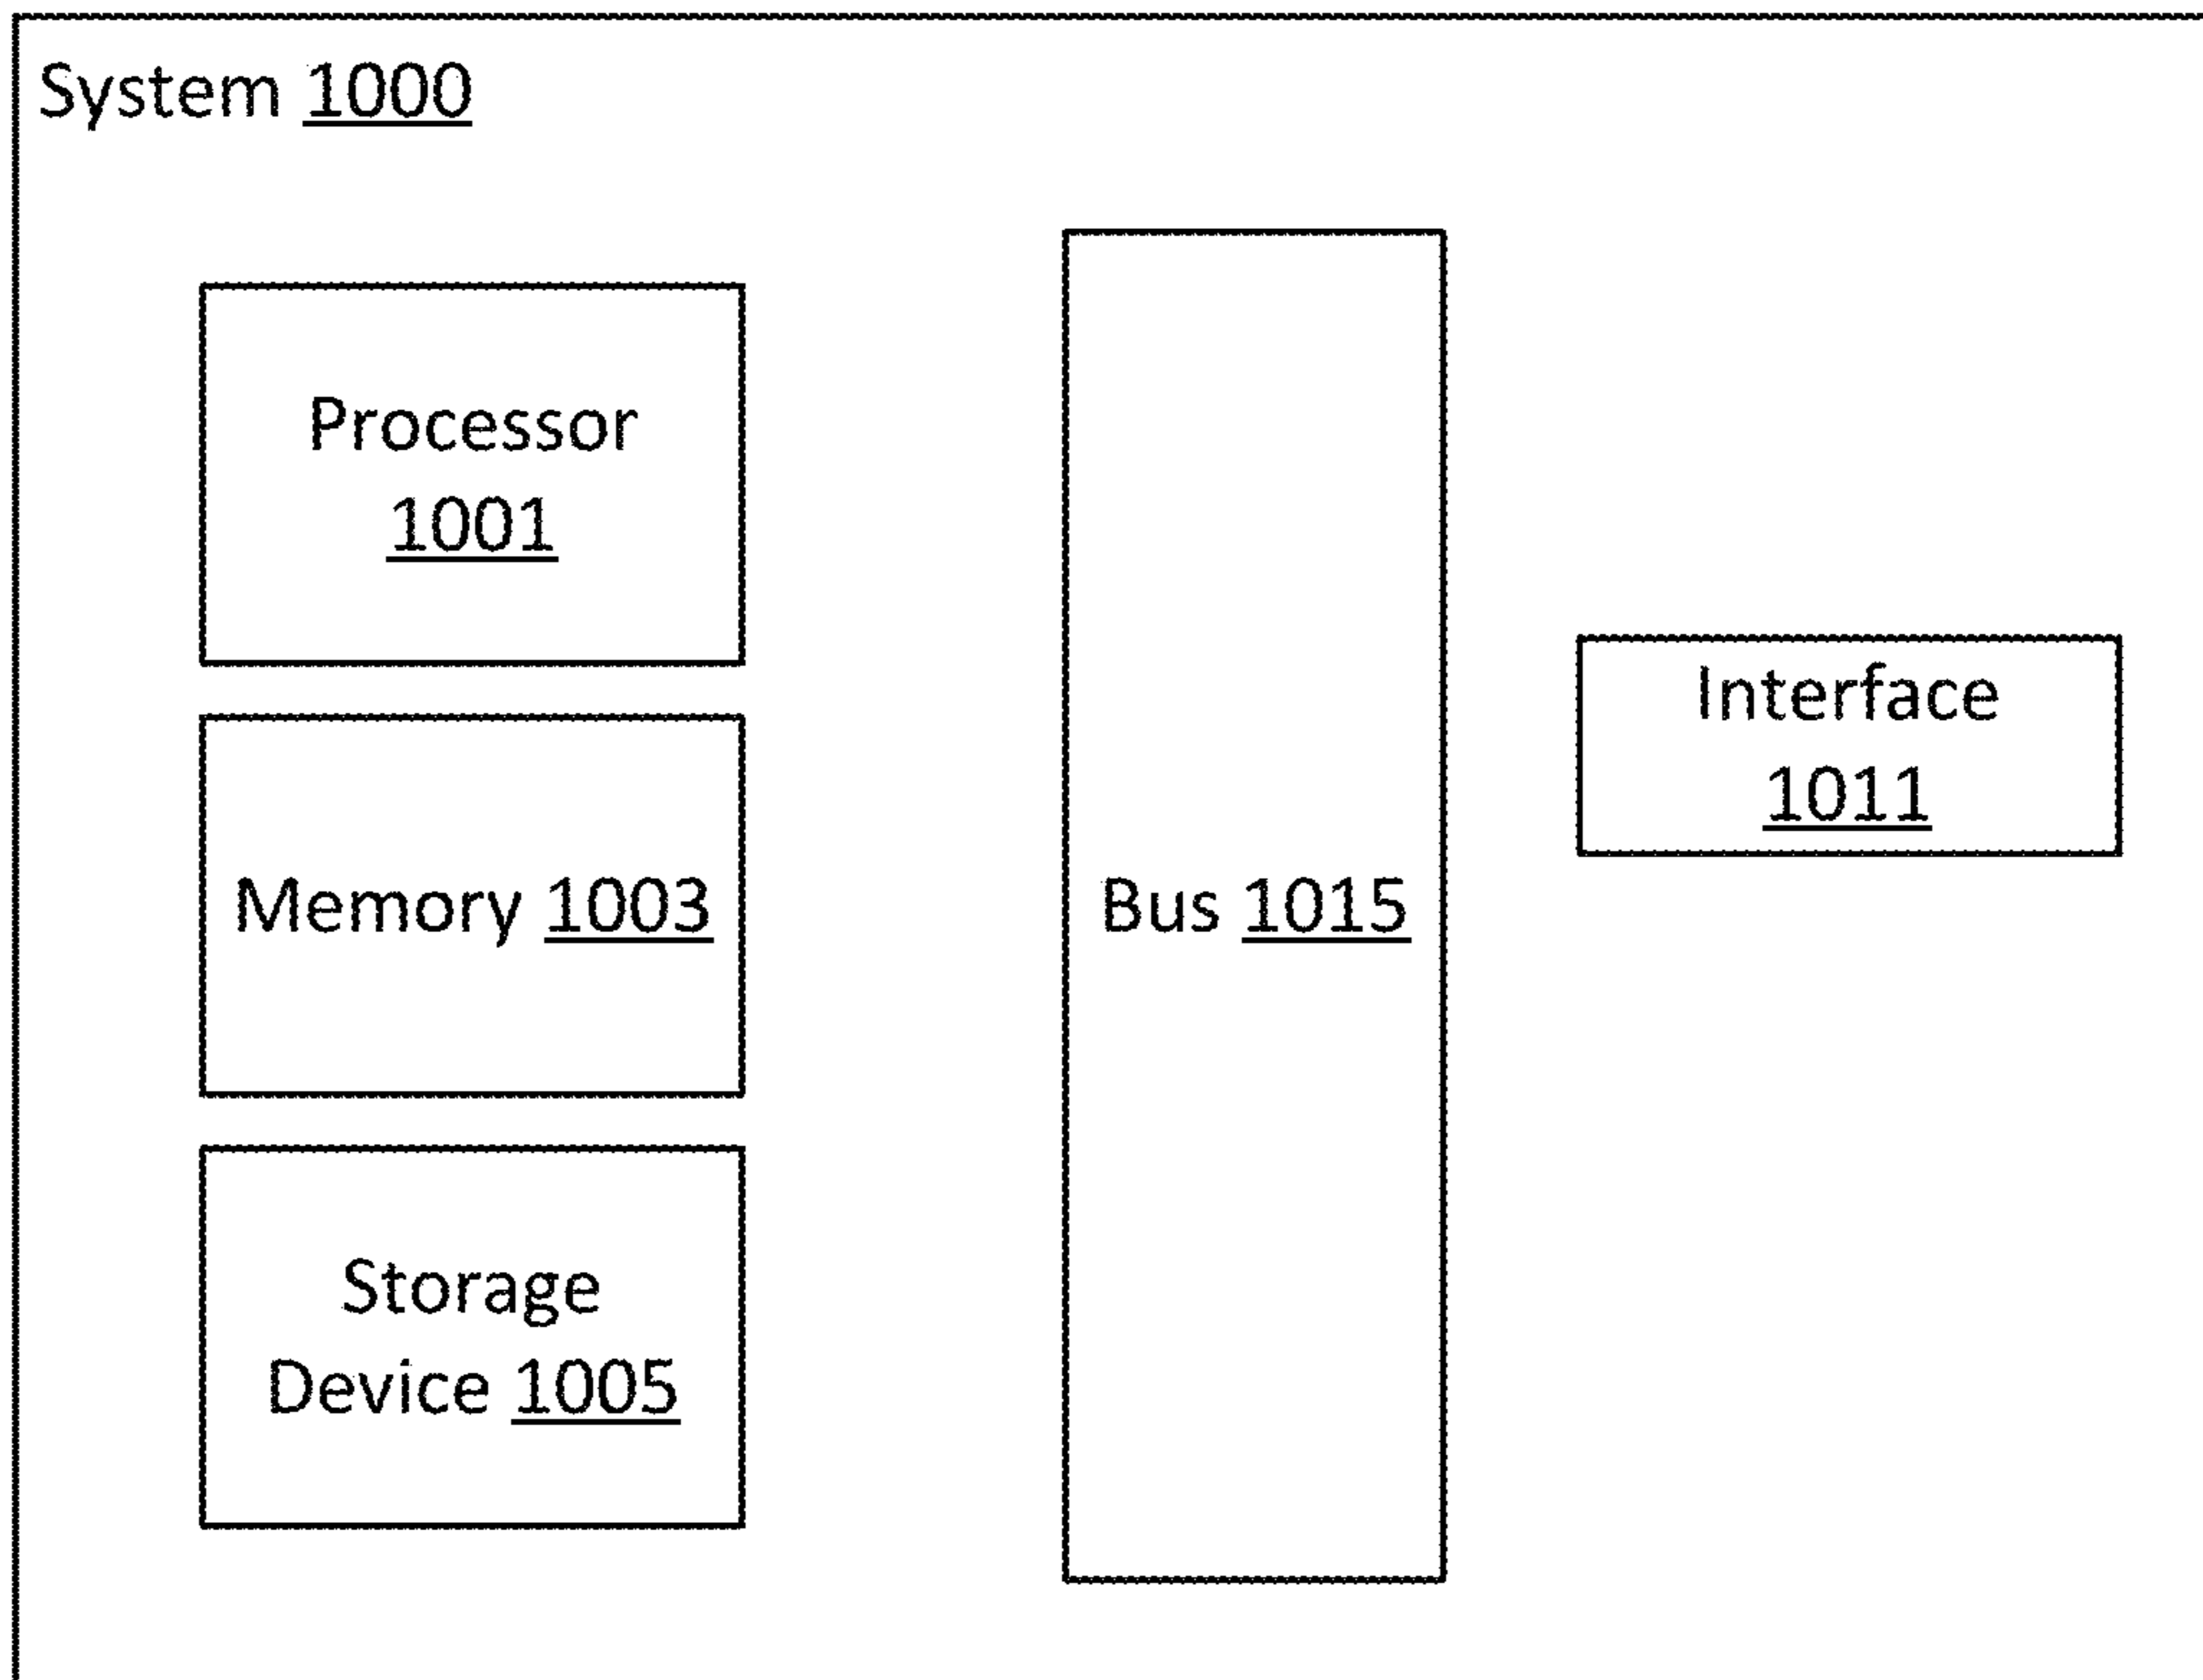 System 1000
Processor
1001
Memory 1003
Storage
Device 1005
Bus 1015
Interface
1011